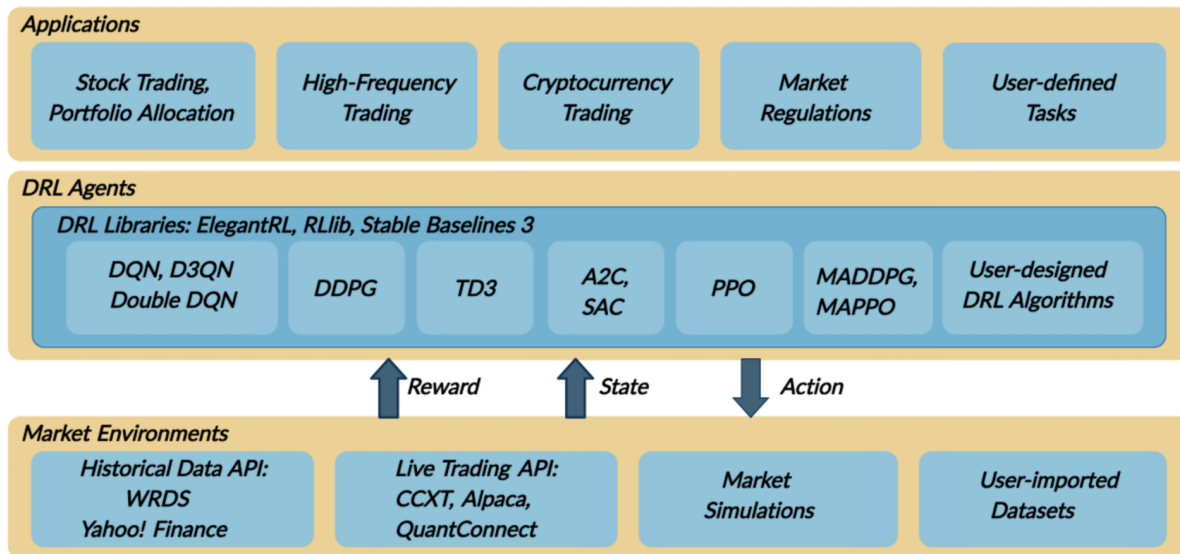 Applications
Stock Trading,
Portfolio Allocation
High-Frequency
Trading
Cryptocurrency
Trading
Market
Regulations
User-defined
Tasks
DRL Agents
DRL Libraries: ElegantRL, RLlib, Stable Baselines 3
DQN, D3QN
Double DQN
DDPG
TD3
A2C,
SAC
PPO
MADDPG,
MAPPO
User-designed
DRL Algorithms
Reward
State
Action
Market Environments
Historical Data API:
WRDS
Yahoo! Finance
Live Trading API:
CCXT, Alpaca,
QuantConnect
Market
Simulations
User-imported
Datasets